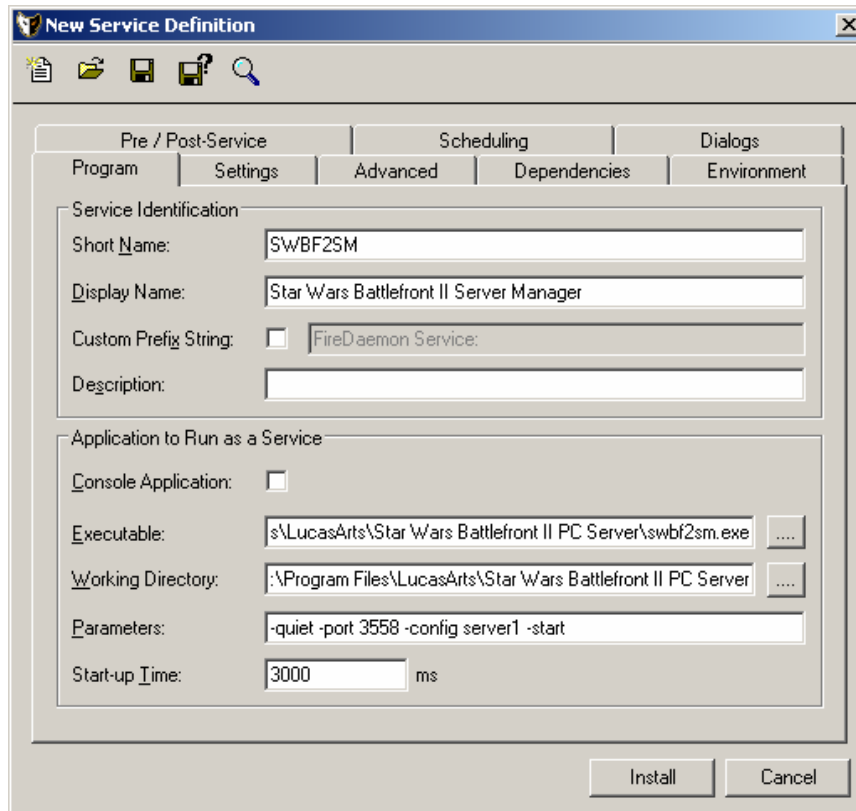 New Service Definition
Pre / Post-Service Scheduling Dialogs
Program Settings Advanced Dependencies Environment
Service Identification
Short Name: SWBF2SM
Display Name: Star Wars Battlefront II Server Manager
Custom Prefix String: FireDaemon Service:
Description:
Application to Run as a Service
Console Application:
Executable: s\LucasArts\Star Wars Battlefront II PC Server\swbf2sm.exe ....
Working Directory: :\Program Files\LucasArts\Star Wars Battlefront II PC Server ....
Parameters: -quiet -port 3558 -config server1 -start
Start-up Time: 3000 ms
Install Cancel